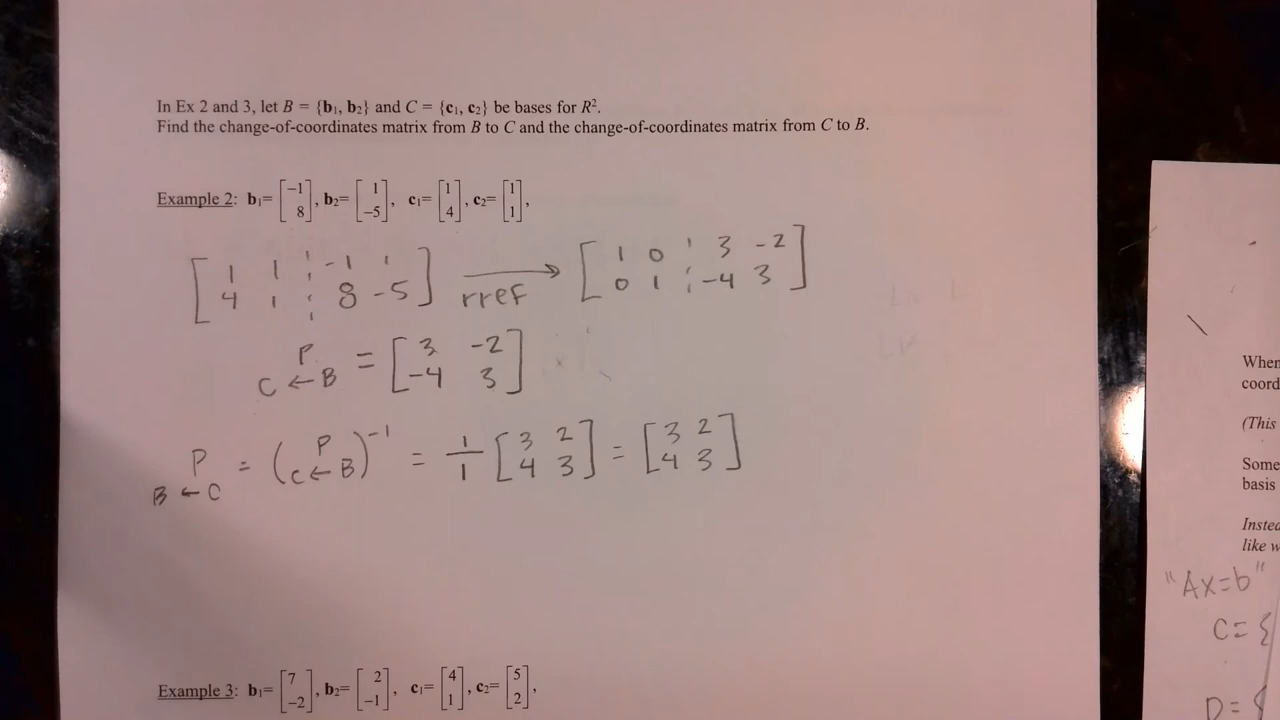 In Ex 2 and 3, let B = {b₁, b₂} and C = {c₁, c₂} be bases for R².
Find the change-of-coordinates matrix from B to C and the change-of-coordinates matrix from C to B.
Example 2: b₁= [−1 8], b₂= [1 −5], c₁= [1 4], c₂= [1 1],
[1 1 ¦ -1 1
4 1 ¦ 8 -5] → rref [1 0 ¦ 3 -2
0 1 ¦ -4 3]
P C←B = [3 -2
-4 3]
P B←C = (P C←B)⁻¹ = 1/1 [3 2
4 3] = [3 2
4 3]
Example 3: b₁= [7 −2], b₂= [2 −1], c₁= [4 1], c₂= [5 2],
When
coord
(This
Some
basis
Instea
like w
"Ax=b"
C= {
D= {